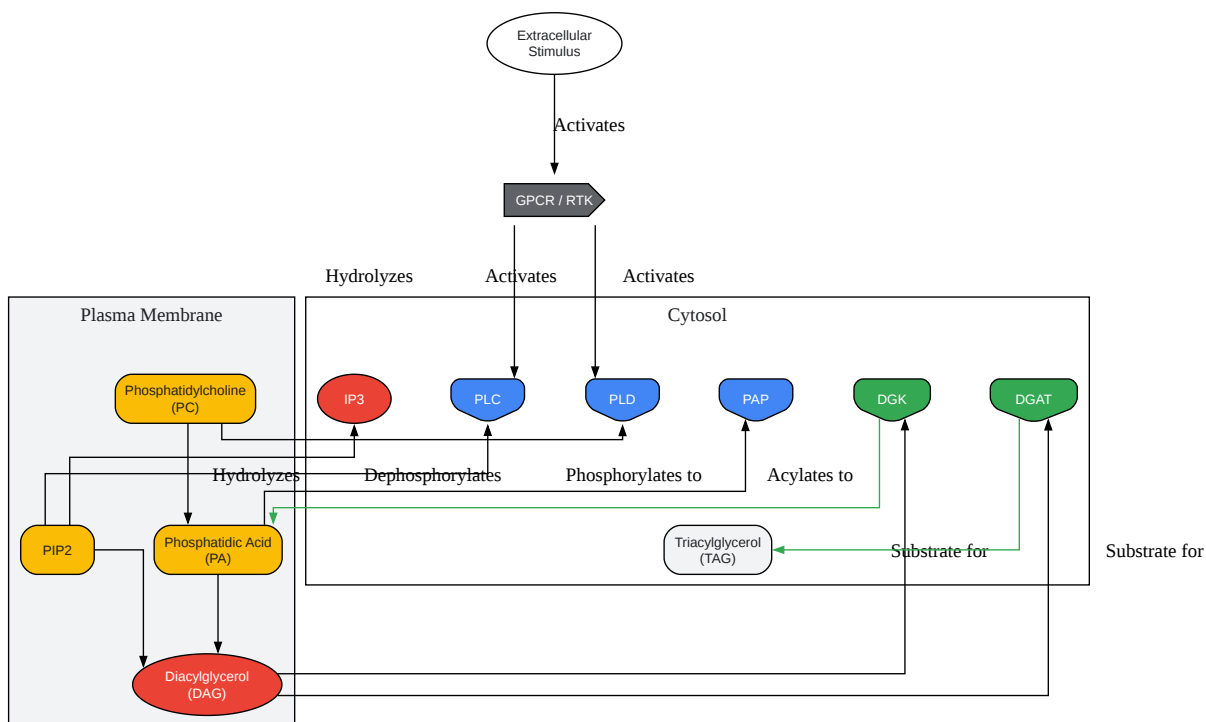 Extracellular
Stimulus
Activates
GPCR / RTK
Hydrolyzes
Activates
Activates
Plasma Membrane
Cytosol
Phosphatidylcholine
(PC)
IP3
PLC
PLD
PAP
DGK
DGAT
Hydrolyzes
Dephosphorylates
Phosphorylates to
Acylates to
PIP2
Phosphatidic Acid
(PA)
Triacylglycerol
(TAG)
Substrate for
Substrate for
Diacylglycerol
(DAG)